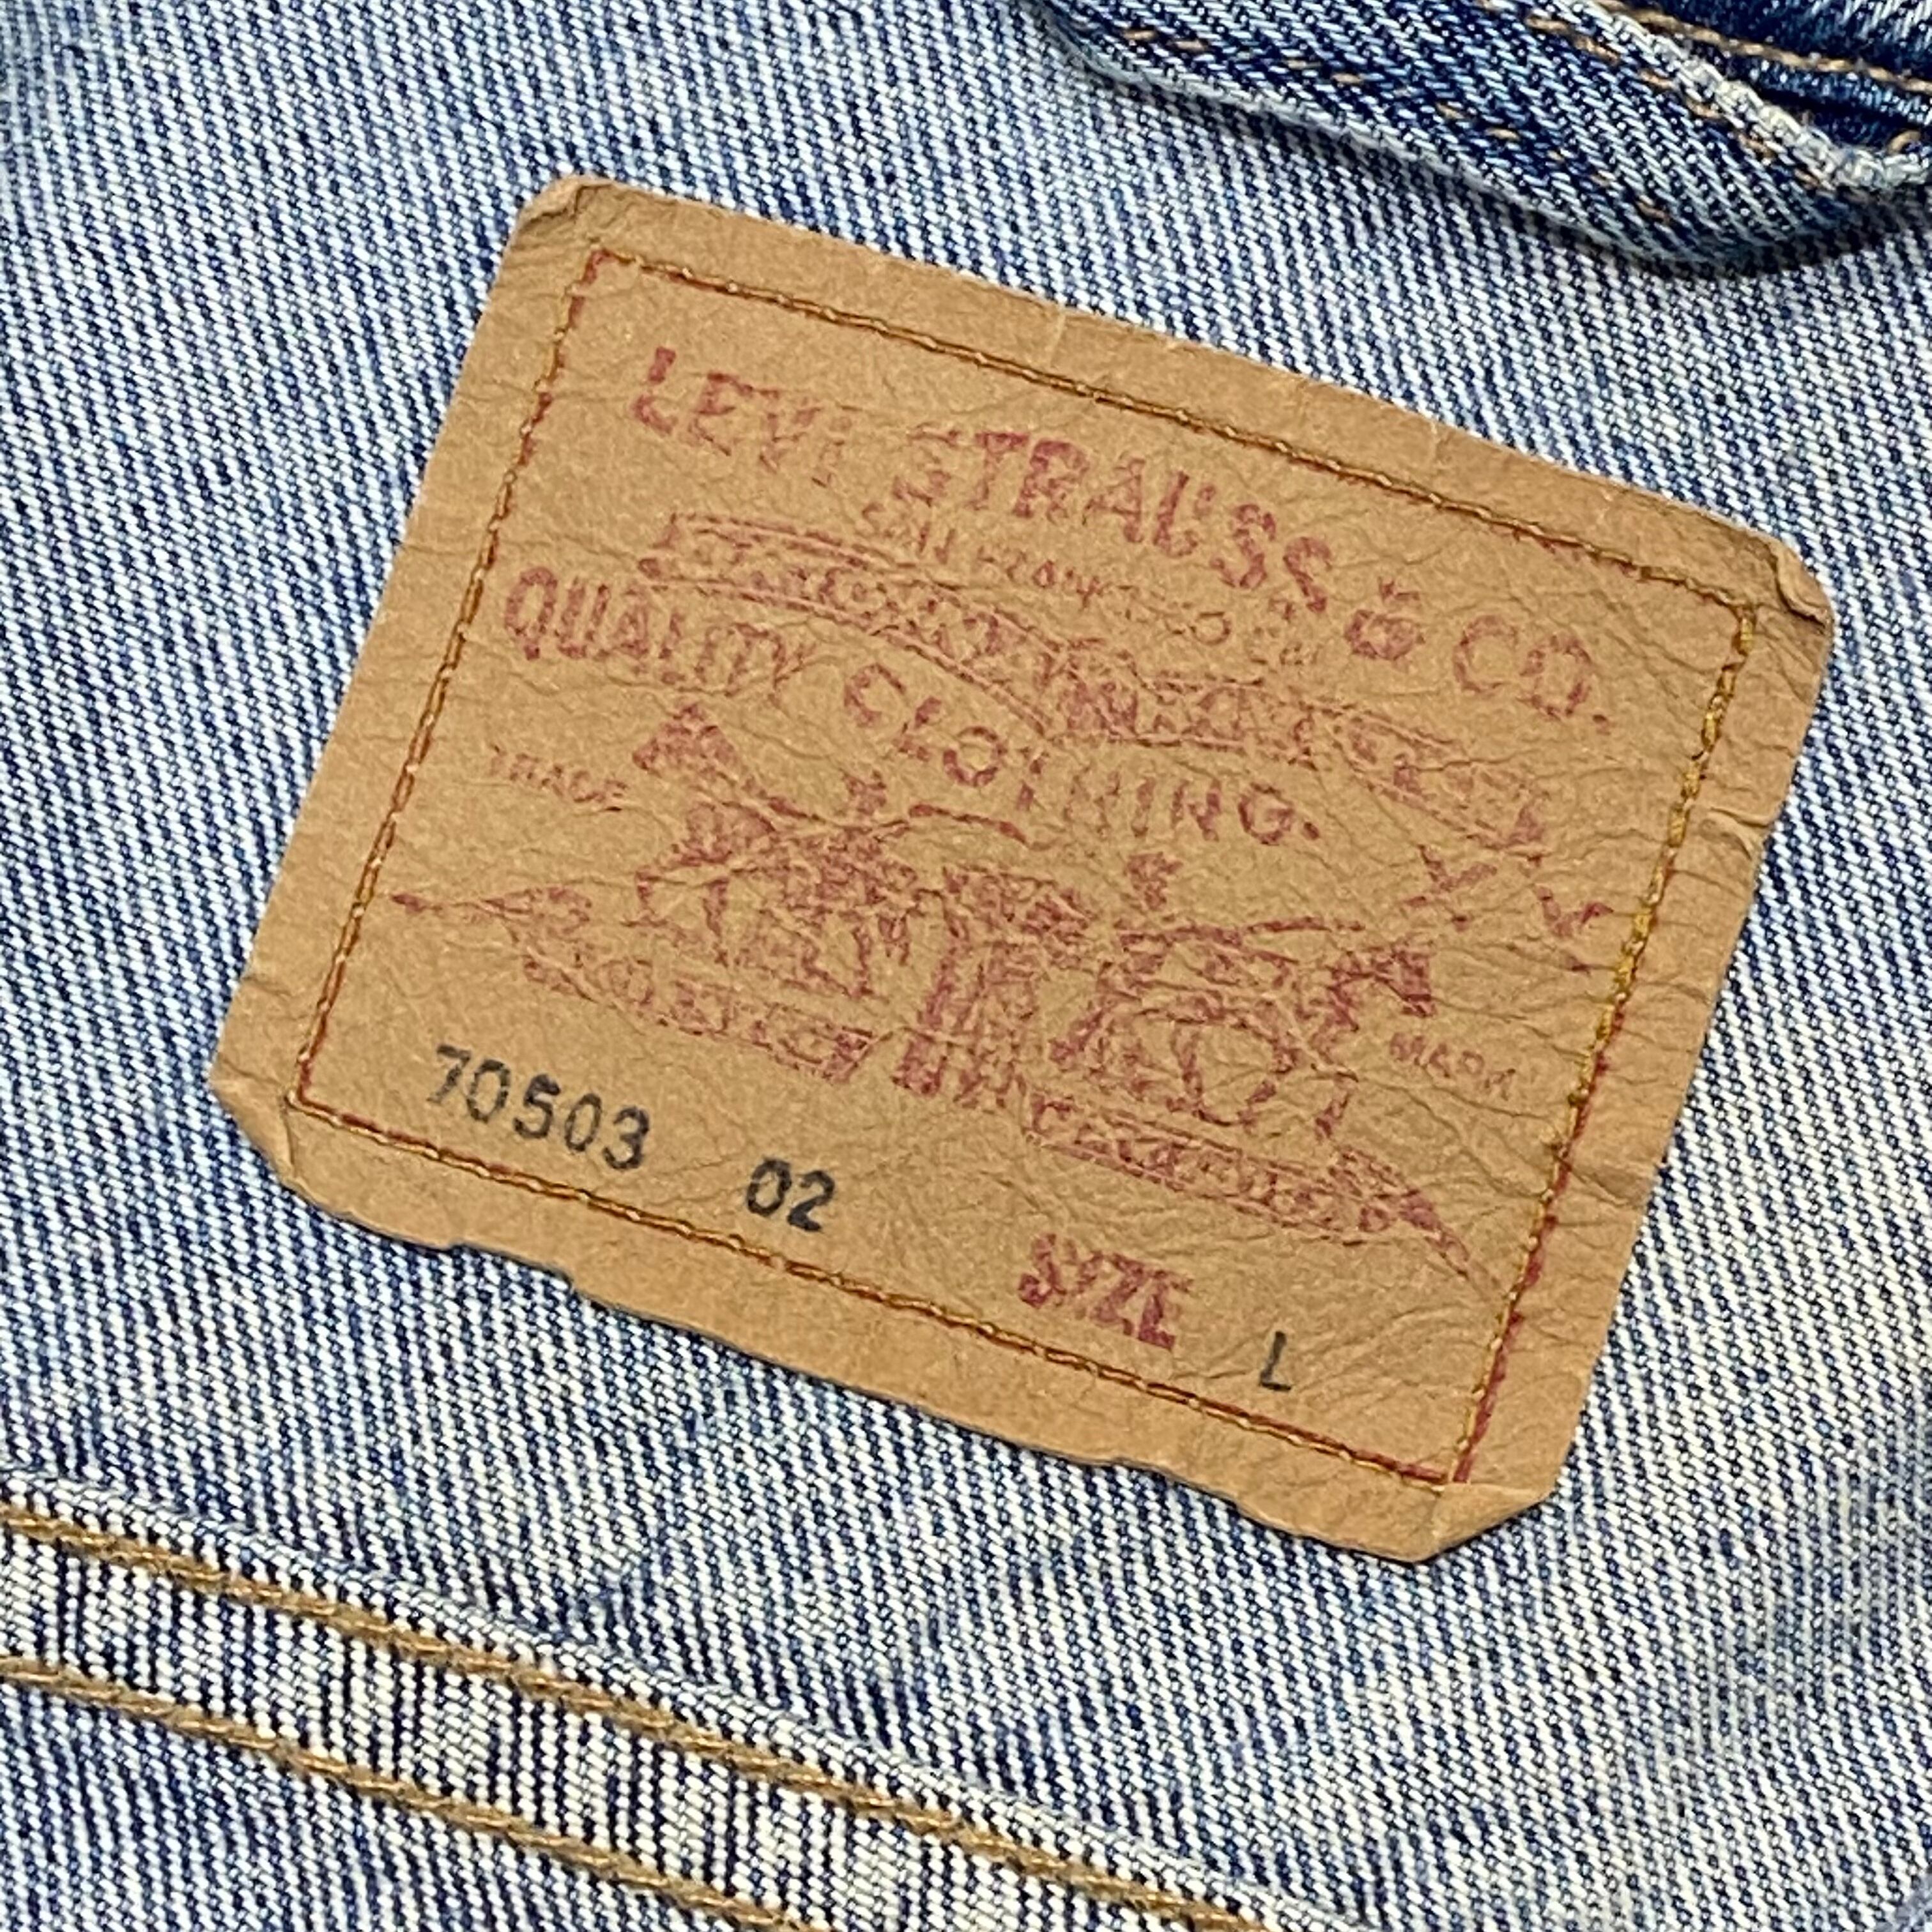 LEVI STRAUSS & CO.
SAN FRANCISCO CAL
QUALITY CLOTHING.
TRADE
MARK
70503 02
SIZE L